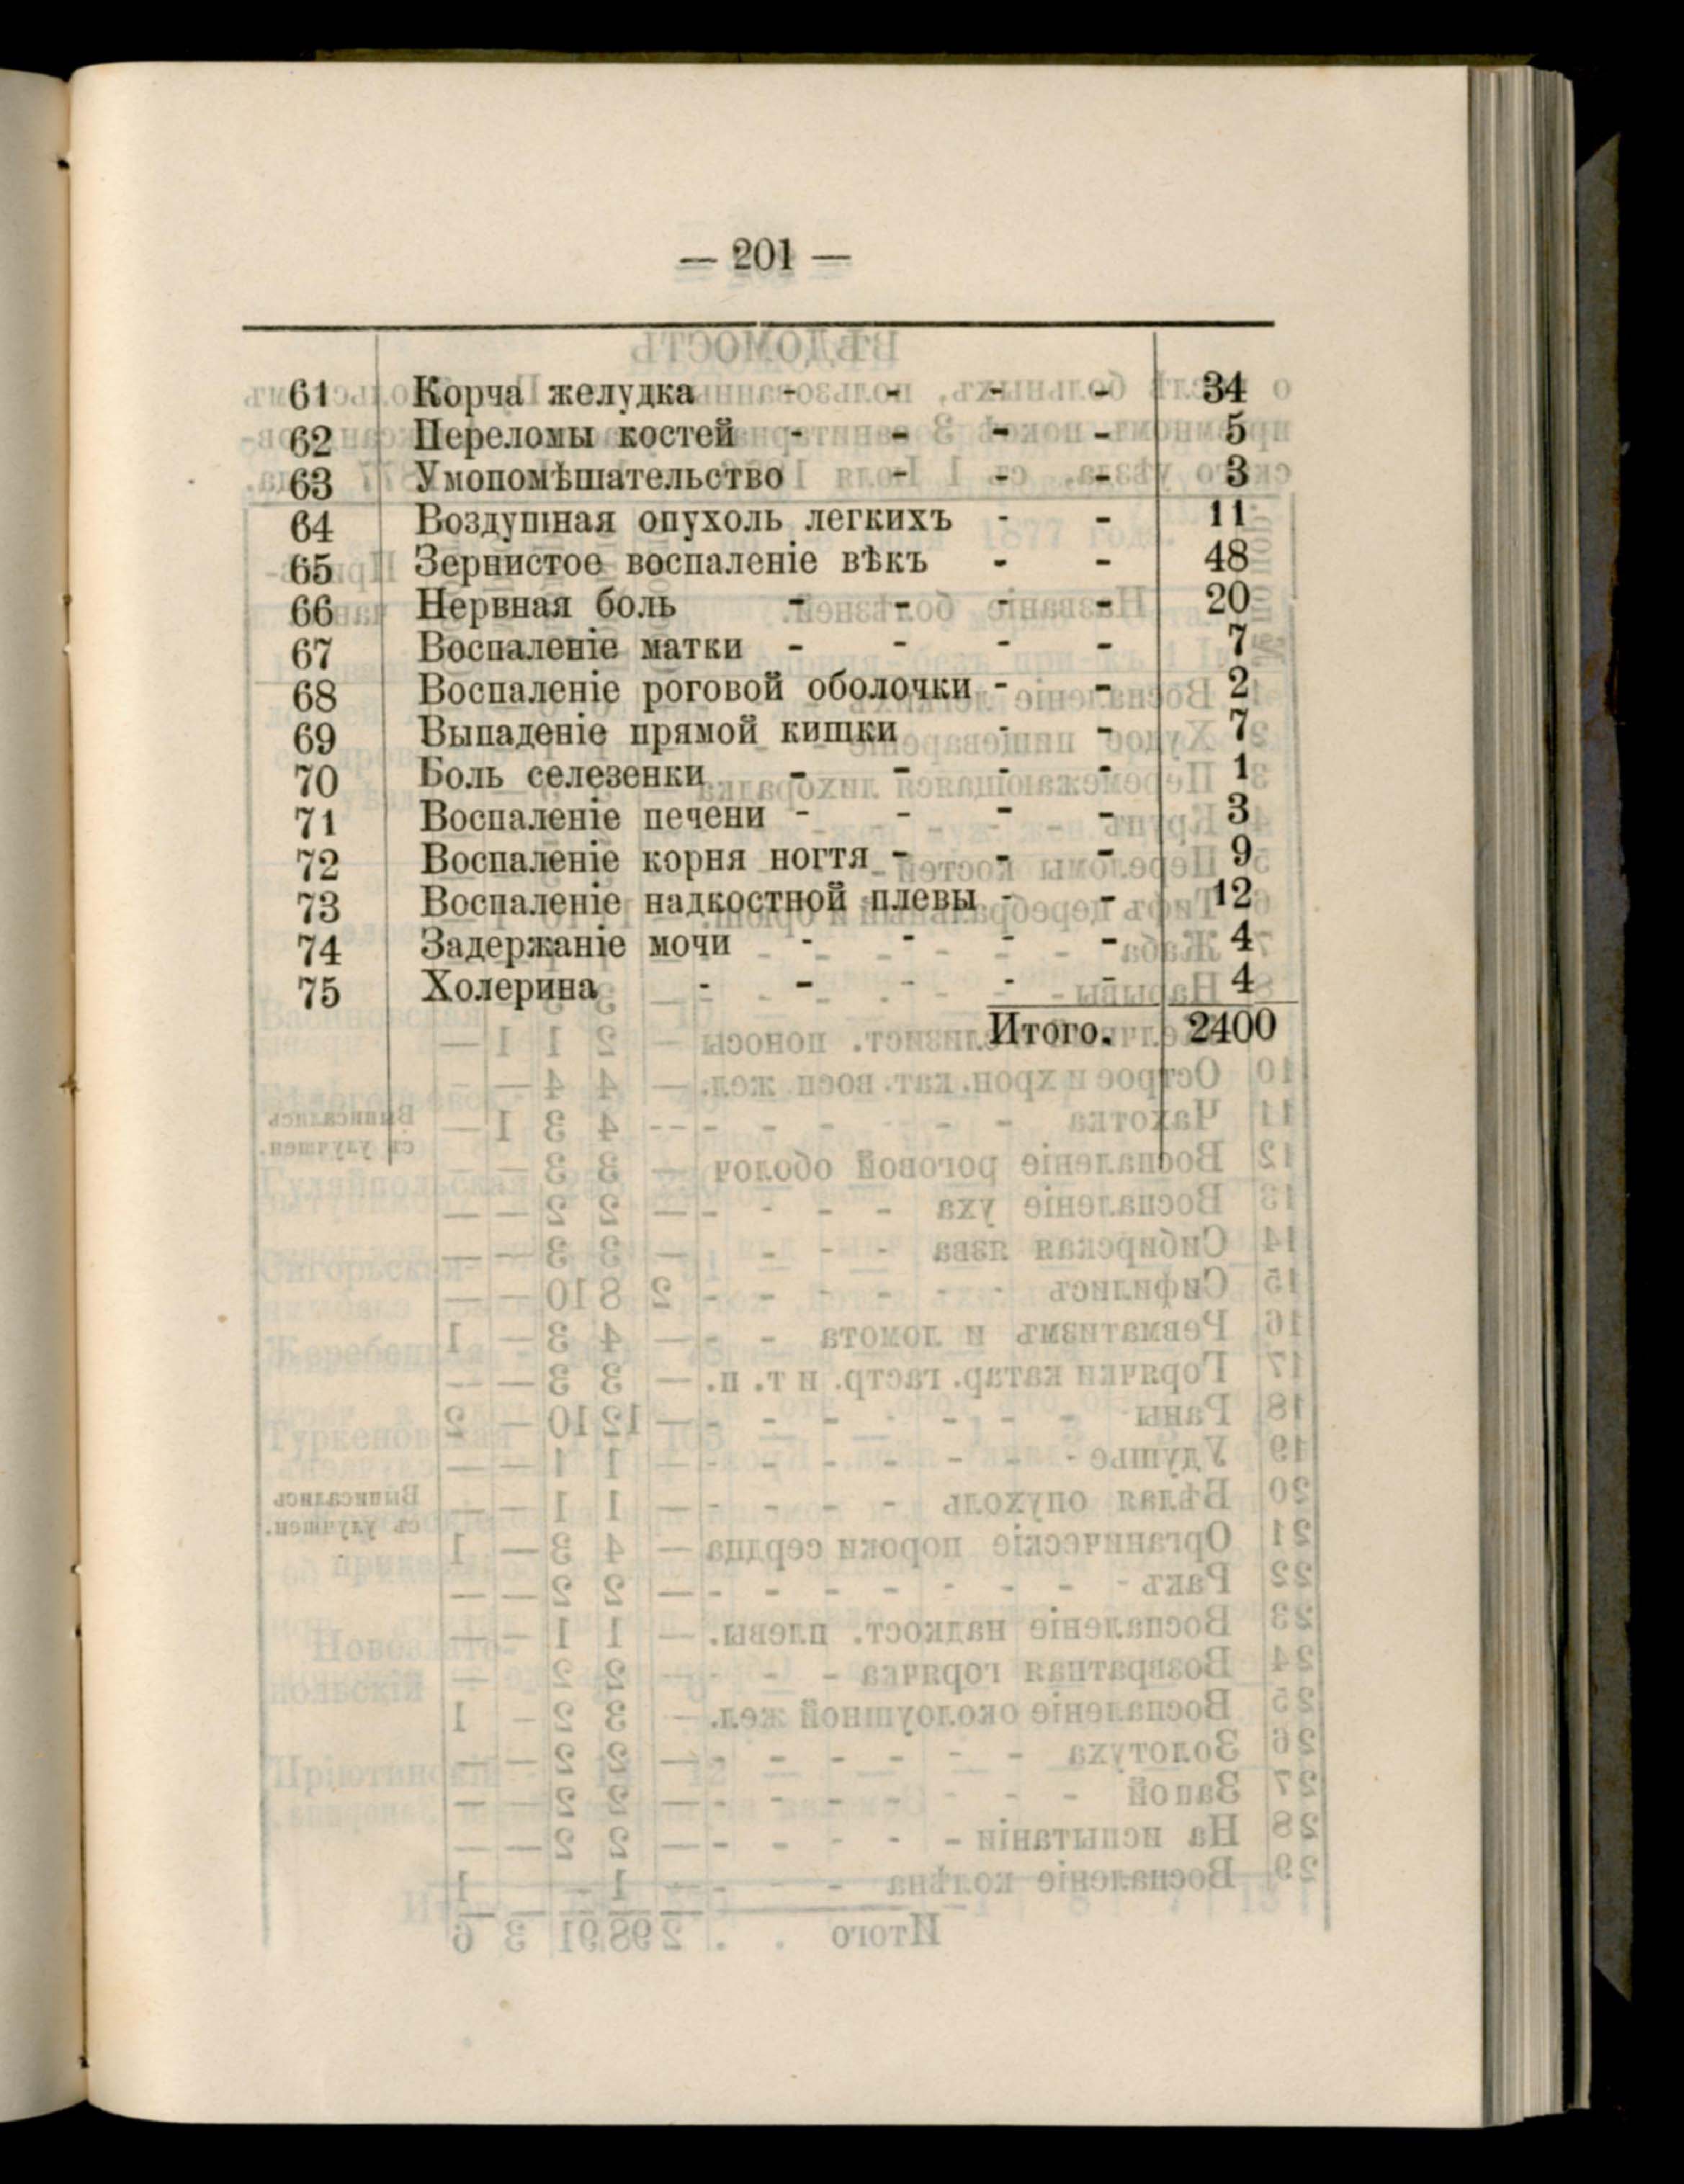 — 201 —
61 Корча желудка - - - - 34
62 Переломы костей - - - - 5
63 Умопомѣшательство - - - 3
64 Воздушная опухоль легкихъ - - 11
65 Зернистое воспаленіе вѣкъ - - 48
66 Нервная боль - - - - 20
67 Воспаленіе матки - - - - 7
68 Воспаленіе роговой оболочки - - 2
69 Выпаденіе прямой кишки - - 7
70 Боль селезенки - - - - 1
71 Воспаленіе печени - - - - 3
72 Воспаленіе корня ногтя - - - 9
73 Воспаленіе надкостной плевы - - 12
74 Задержаніе мочи - - - - 4
75 Холерина - - - - - 4
Итого. 2400